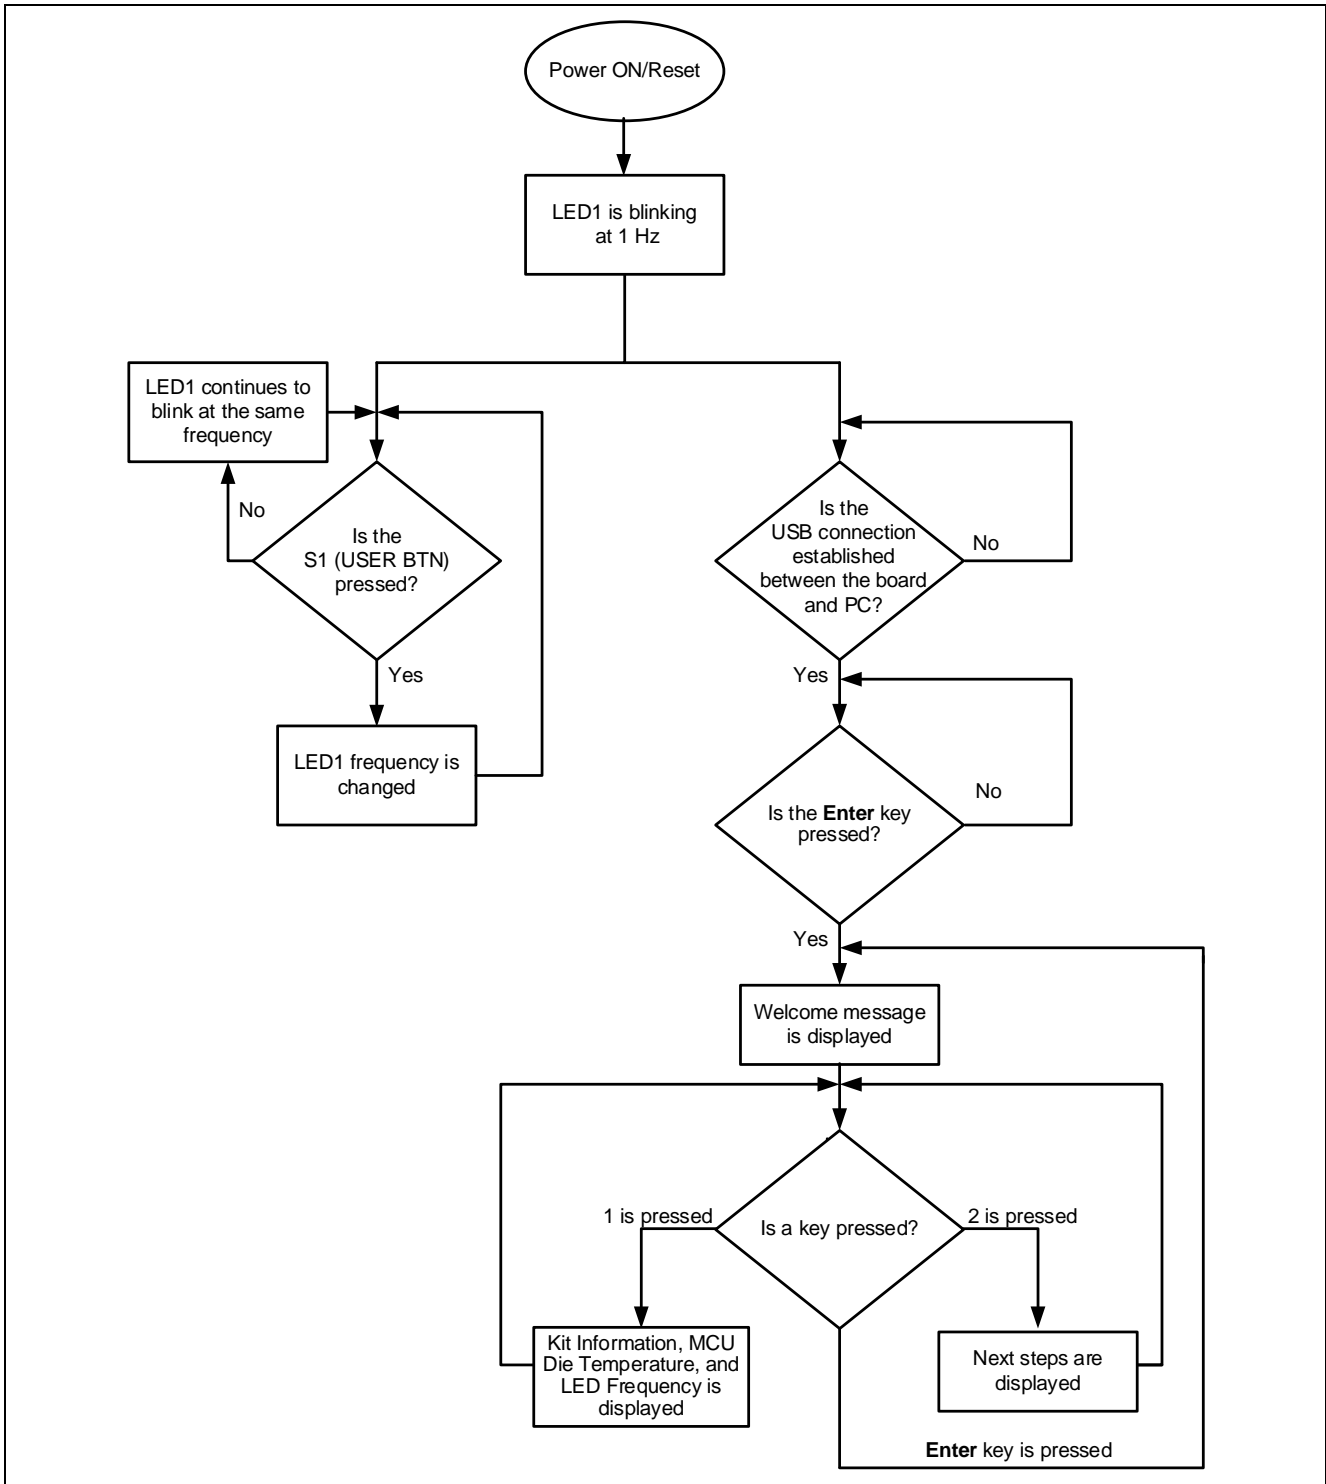 Power ON/Reset
LED1 is blinking
at 1 Hz
LED1 continues to
blink at the same
frequency
No
Is the
S1 (USER BTN)
pressed?
Yes
LED1 frequency is
changed
Is the
USB connection
established
between the board
and PC?
No
Yes
Is the Enter key
pressed?
No
Yes
Welcome message
is displayed
Is a key pressed?
1 is pressed
2 is pressed
Kit Information, MCU
Die Temperature, and
LED Frequency is
displayed
Next steps are
displayed
Enter key is pressed